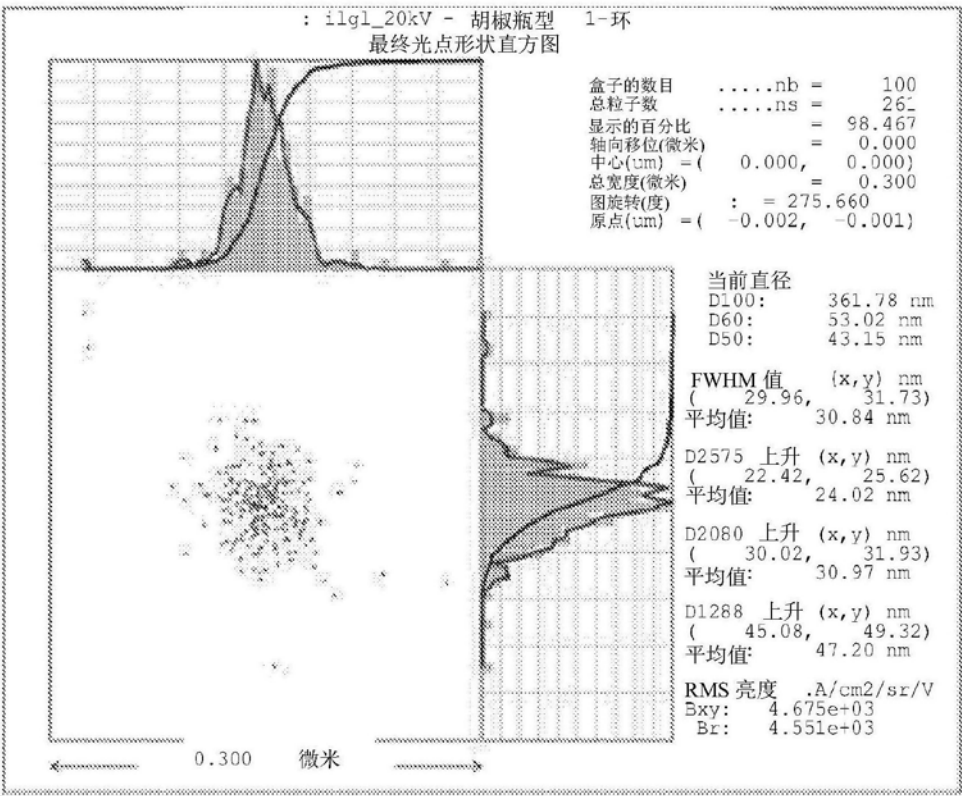 : ilgl_20kV - 胡椒瓶型 1-环
最终光点形状直方图
盒子的数目 .....nb = 100
总粒子数 .....ns = 261
显示的百分比 = 98.467
轴向移位(微米) = 0.000
中心(um) =( 0.000, 0.000)
总宽度(微米) = 0.300
图旋转(度) : = 275.660
原点(um) =( -0.002, -0.001)
当前直径
D100: 361.78 nm
D60: 53.02 nm
D50: 43.15 nm
FWHM 值 (x,y) nm
( 29.96, 31.73)
平均值: 30.84 nm
D2575 上升 (x,y) nm
( 22.42, 25.62)
平均值: 24.02 nm
D2080 上升 (x,y) nm
( 30.02, 31.93)
平均值: 30.97 nm
D1288 上升 (x,y) nm
( 45.08, 49.32)
平均值: 47.20 nm
RMS 亮度 .A/cm2/sr/V
Bxy: 4.675e+03
Br: 4.551e+03
0.300 微米